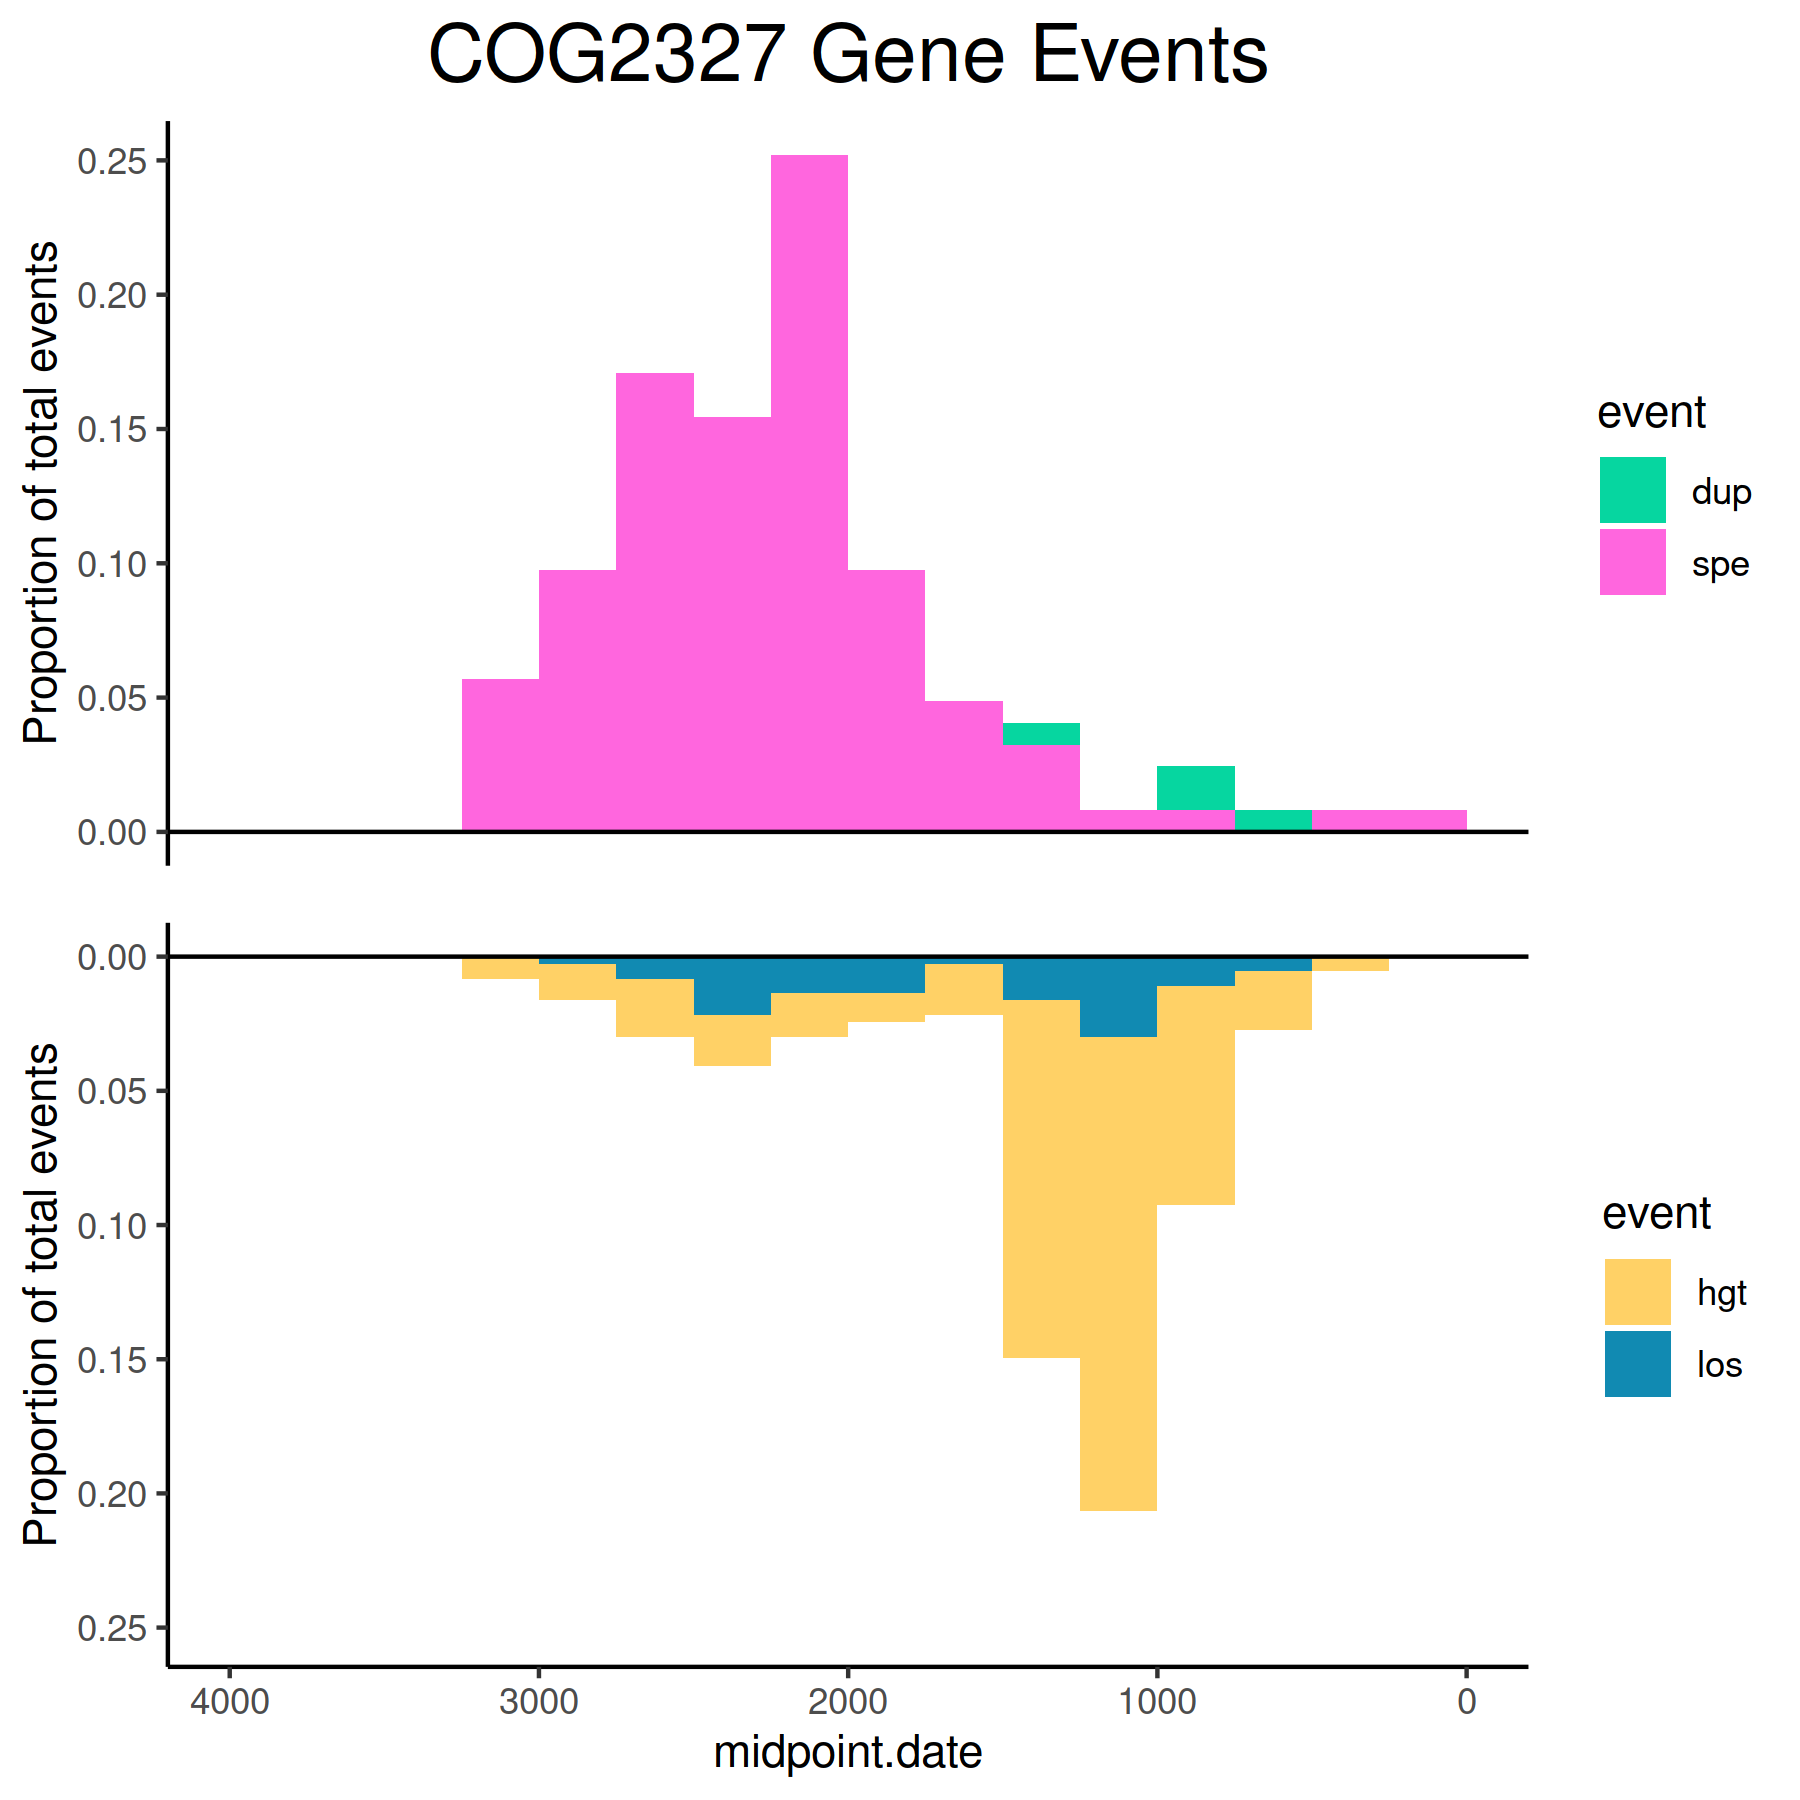 COG2327 Gene Events
Proportion of total events
0.25
0.20
0.15
0.10
0.05
0.00
event
dup
spe
Proportion of total events
0.00
0.05
0.10
0.15
0.20
0.25
event
hgt
los
4000 3000 2000 1000 0
midpoint.date